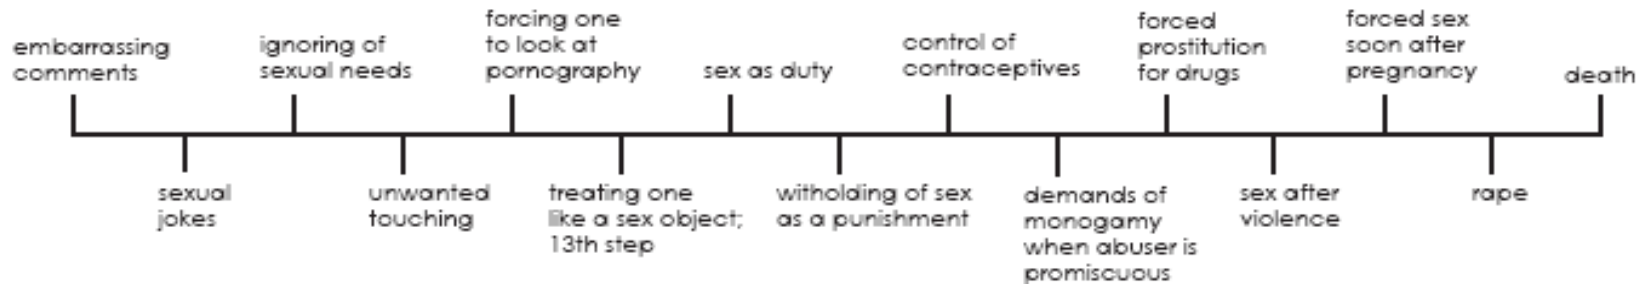 embarrassing
comments
ignoring of
sexual needs
forcing one
to look at
pornography
sex as duty
control of
contraceptives
forced
prostitution
for drugs
forced sex
soon after
pregnancy
death
sexual
jokes
unwanted
touching
treating one
like a sex object;
13th step
witholding of sex
as a punishment
demands of
monogamy
when abuser is
promiscuous
sex after
violence
rape